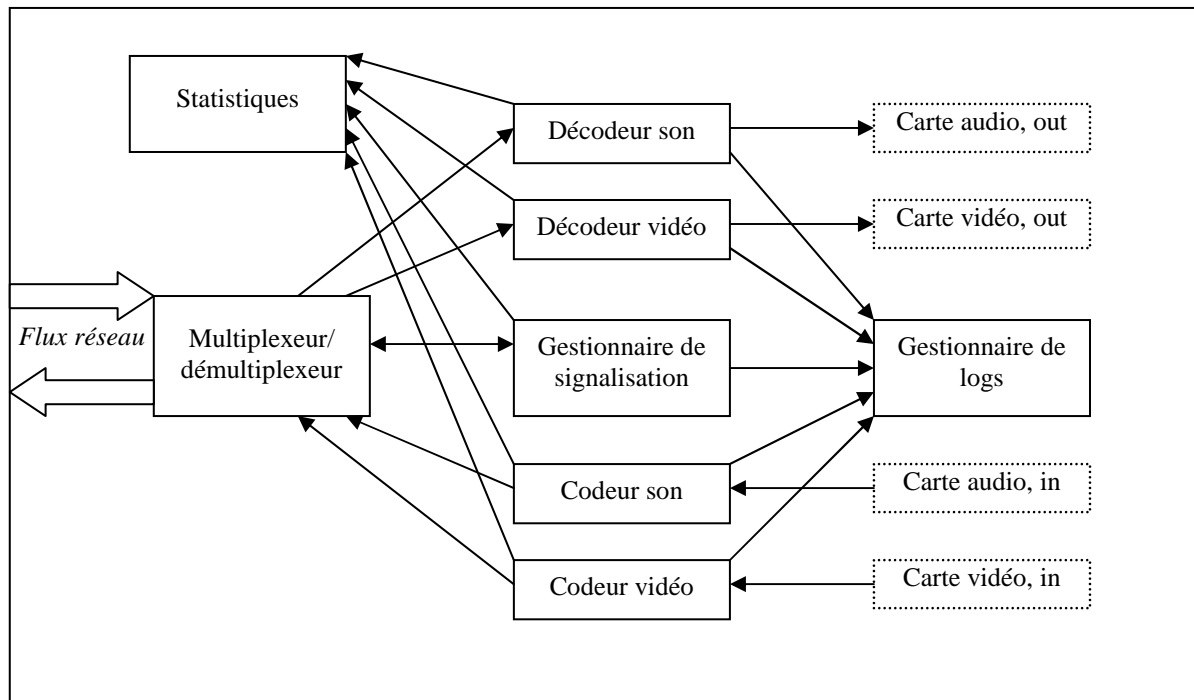 Statistiques
Décodeur son
Carte audio, out
Décodeur vidéo
Carte vidéo, out
Flux réseau
Multiplexeur/
démultiplexeur
Gestionnaire de
signalisation
Gestionnaire de
logs
Codeur son
Carte audio, in
Codeur vidéo
Carte vidéo, in